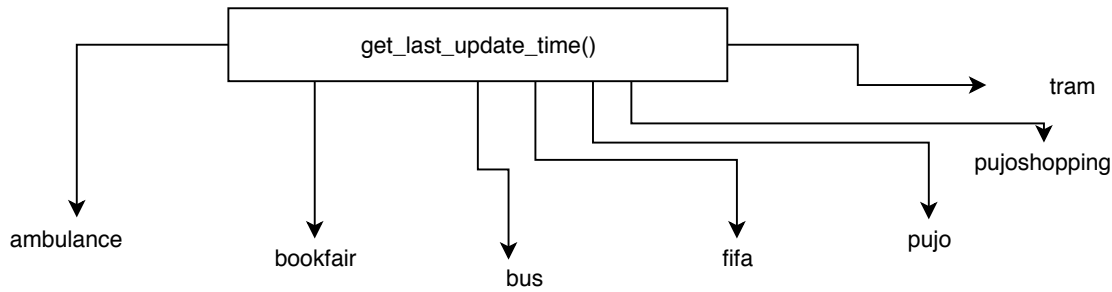 get_last_update_time()
tram
pujoshopping
ambulance
bookfair
bus
fifa
pujo